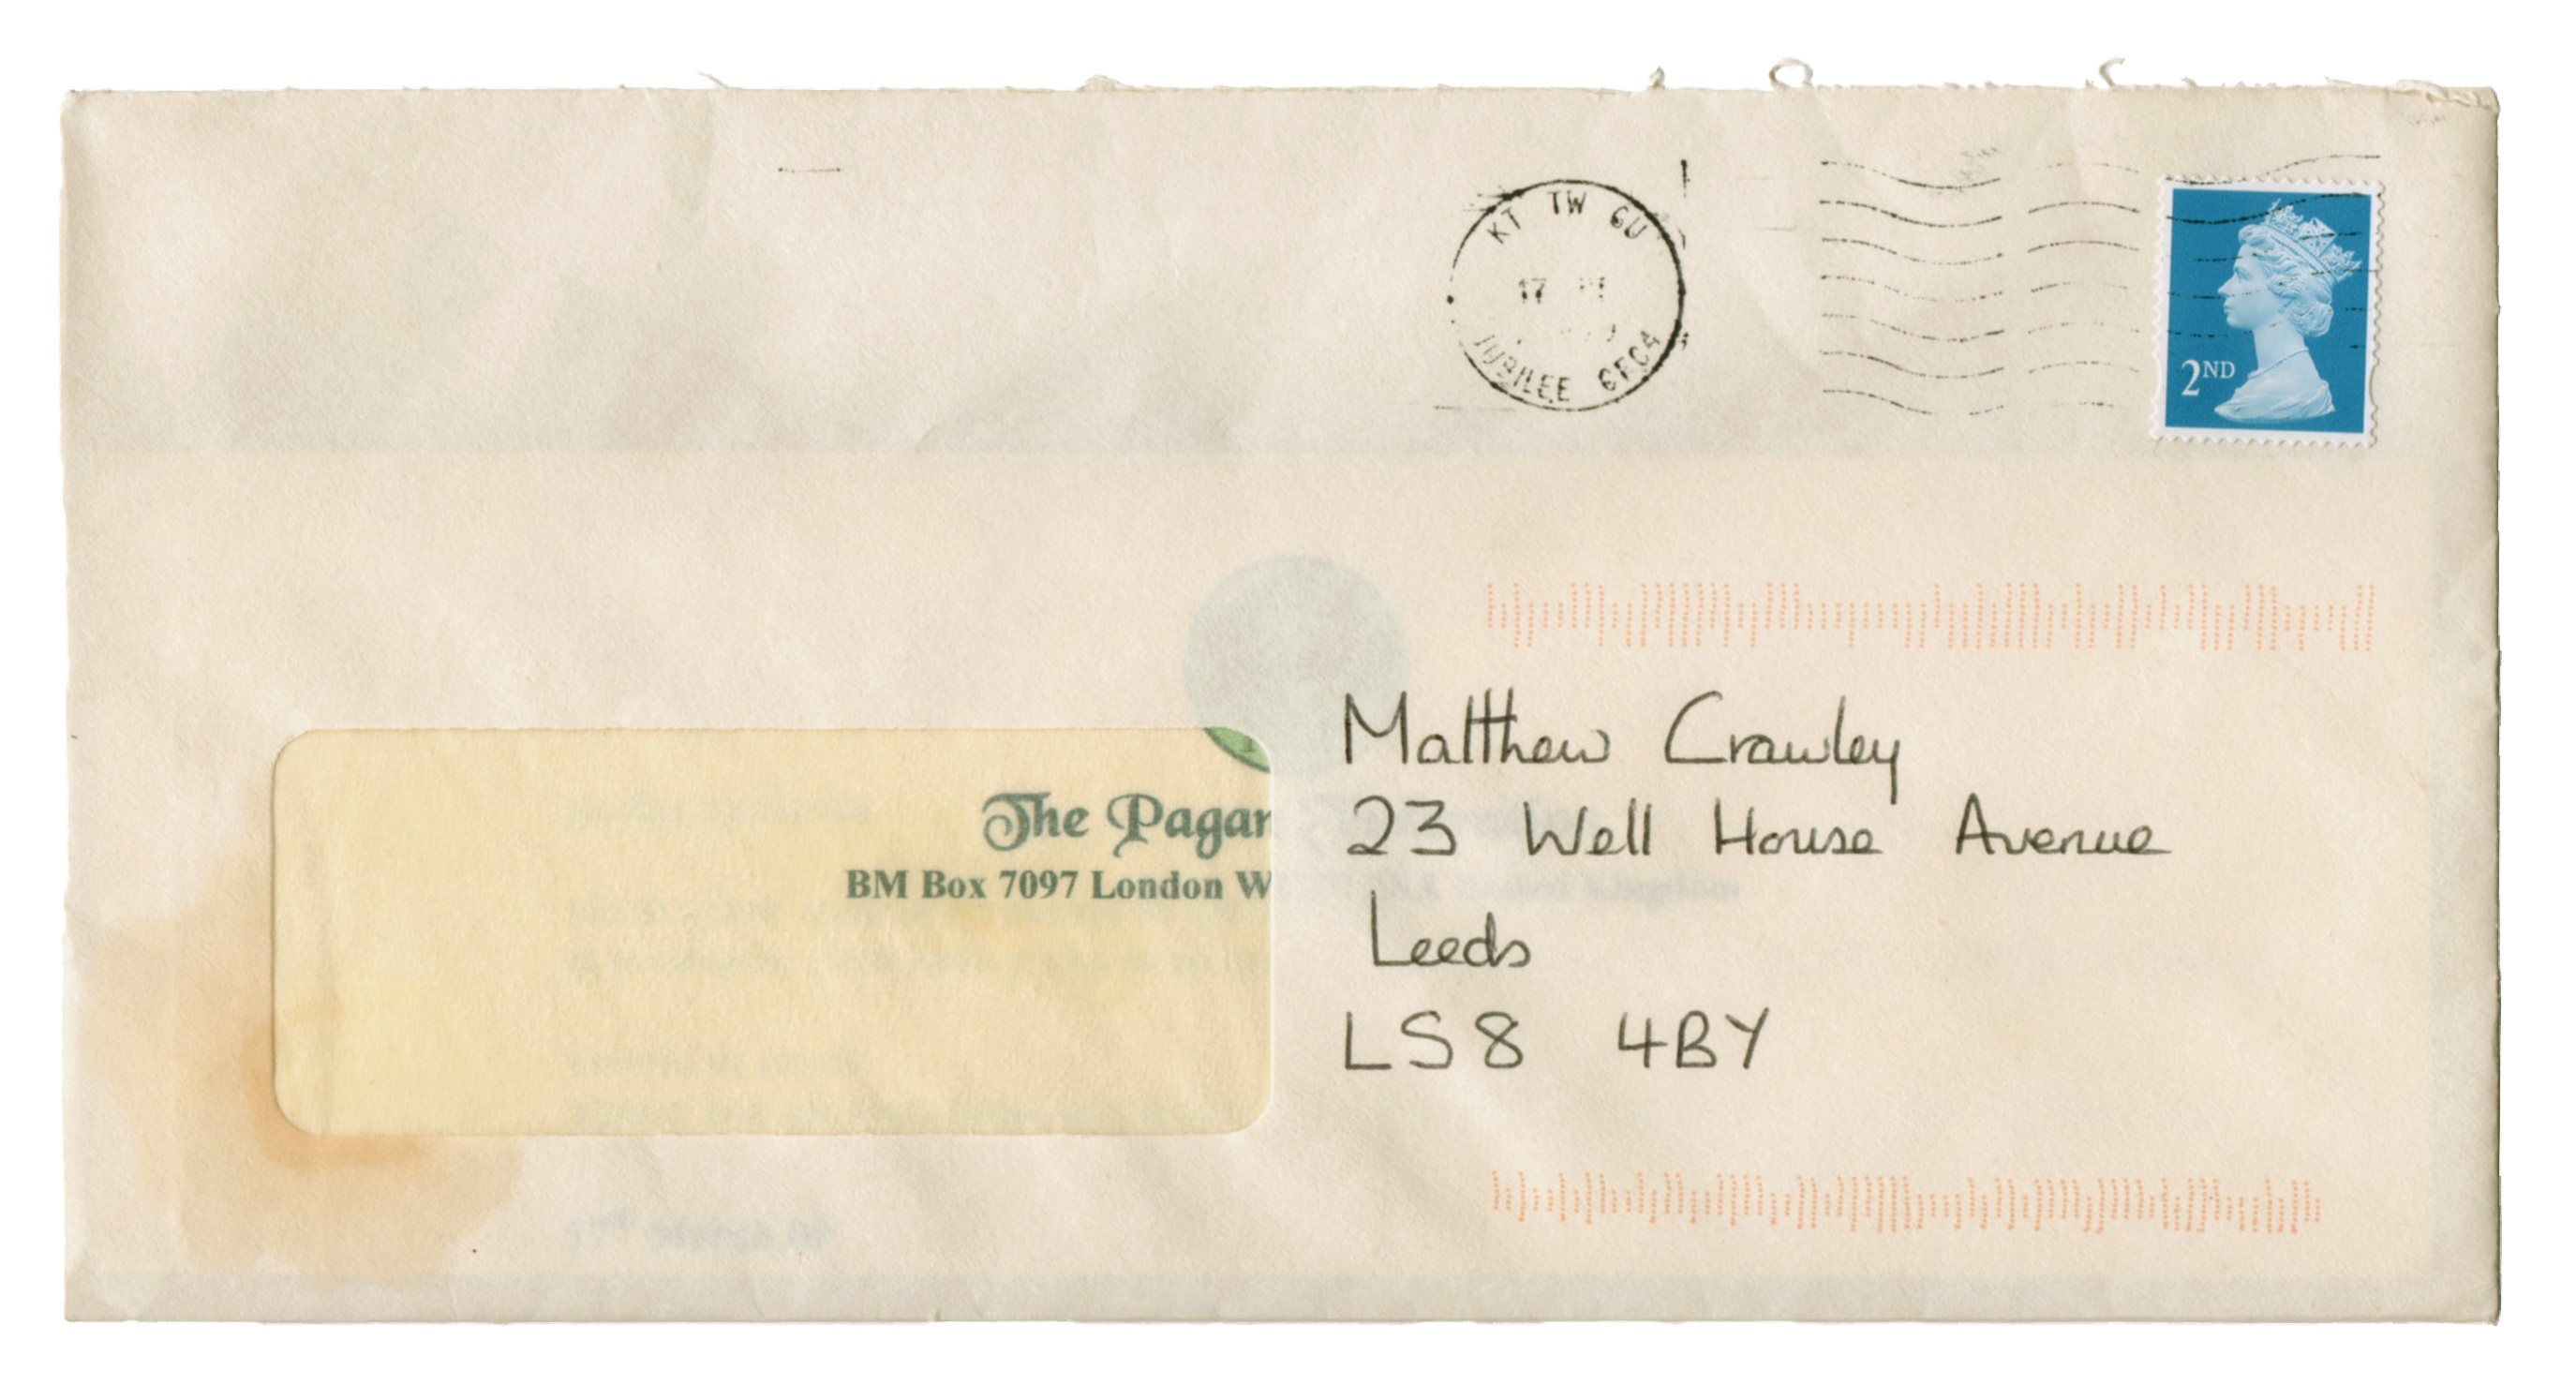 KT TW GU
17
JUBILEE
2ND
The Pagan
BM Box 7097 London W
Matthew Crawley
23 Well House Avenue
Leeds
LS8 4BY